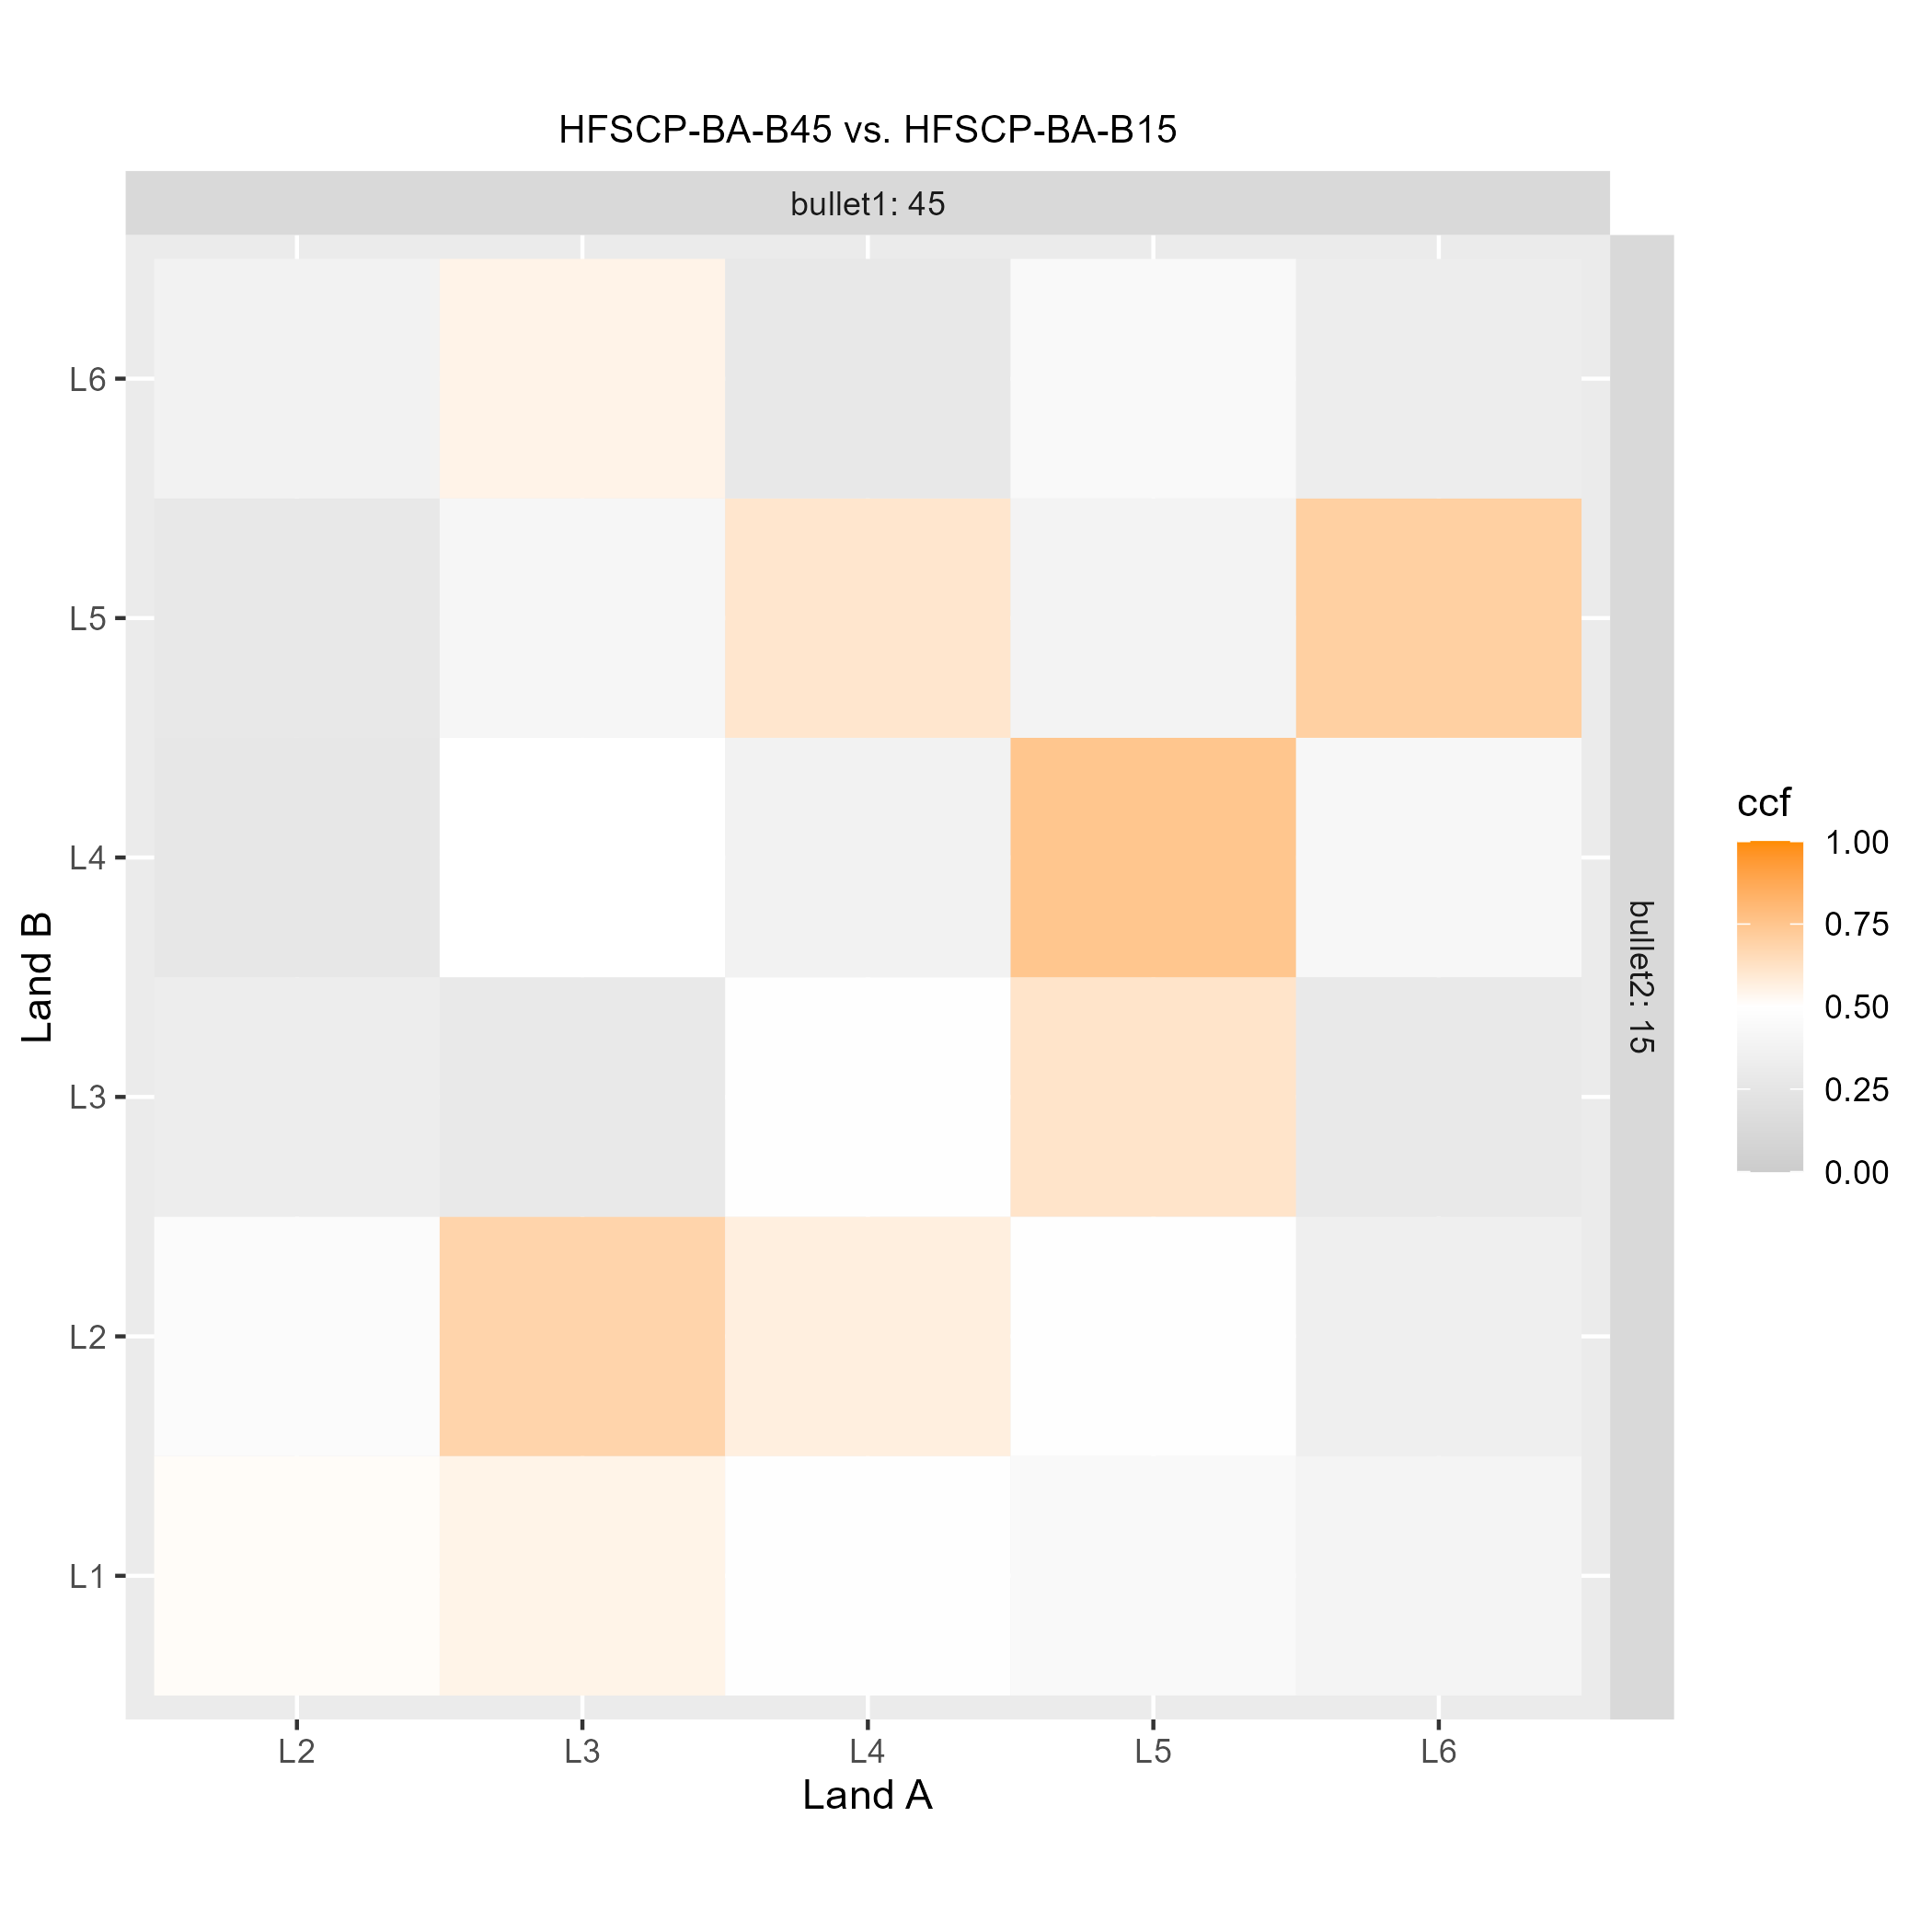 HFSCP-BA-B45 vs. HFSCP-BA-B15
bullet1: 45
L6
L5
L4
L3
L2
L1
Land B
bullet2: 15
L2
L3
L4
L5
L6
Land A
ccf
1.00
0.75
0.50
0.25
0.00